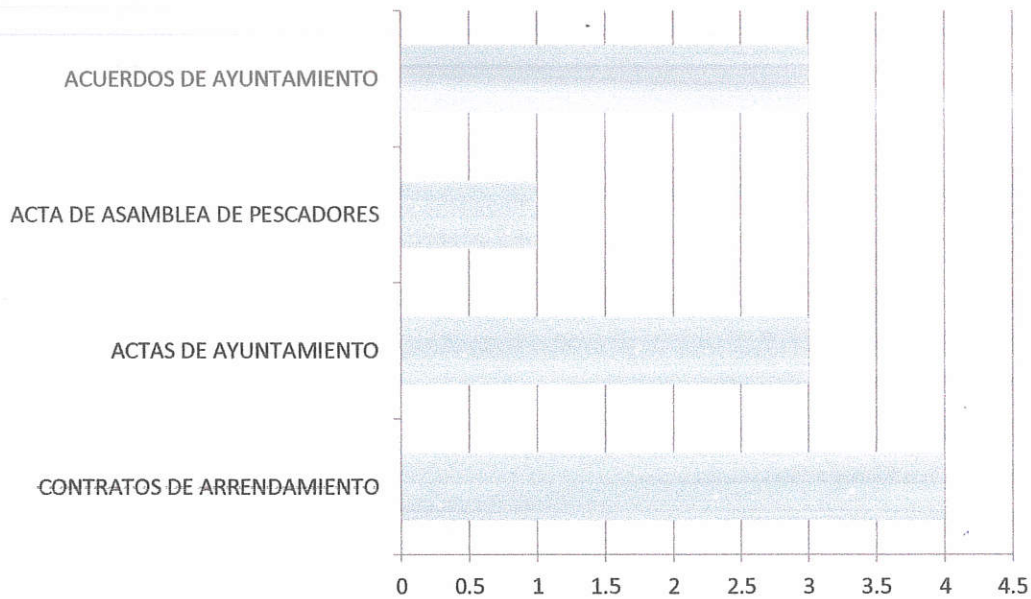 ACUERDOS DE AYUNTAMIENTO
ACTA DE ASAMBLEA DE PESCADORES
ACTAS DE AYUNTAMIENTO
CONTRATOS DE ARRENDAMIENTO
0 0.5 1 1.5 2 2.5 3 3.5 4 4.5